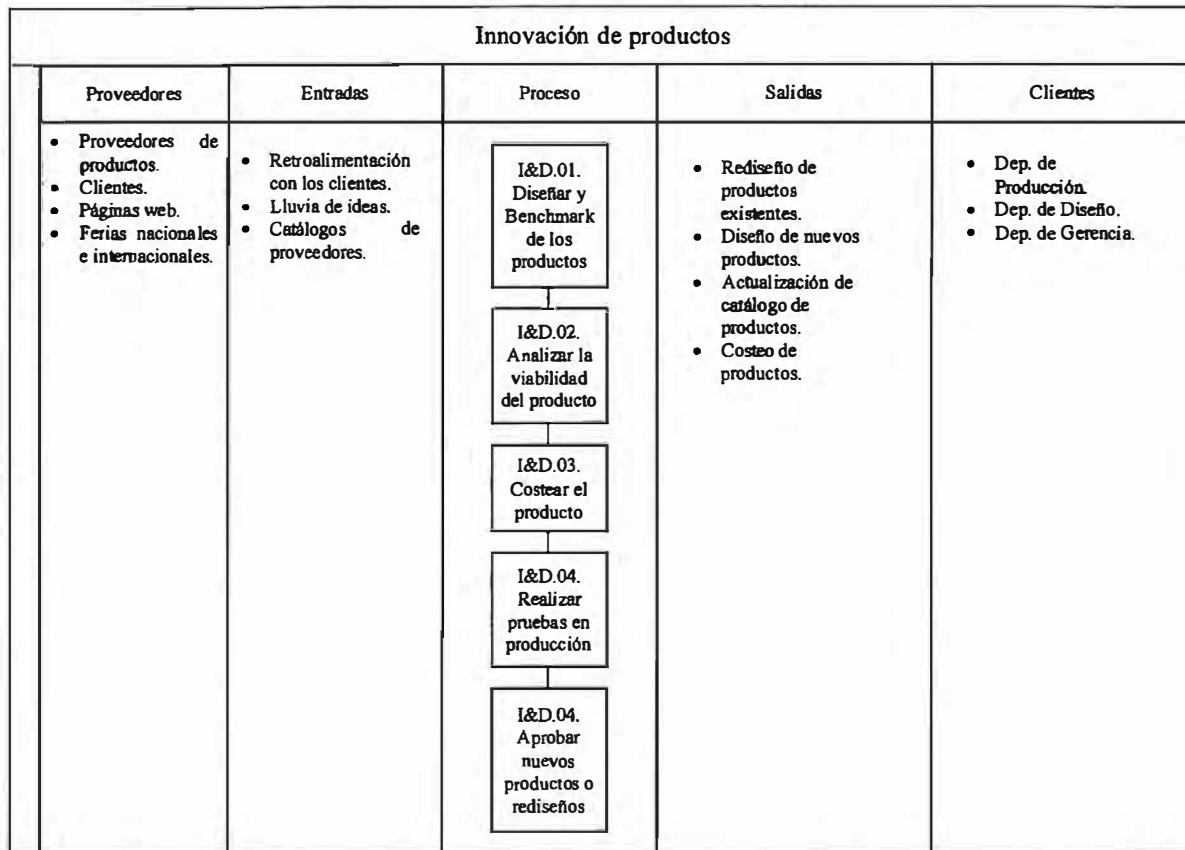 Innovación de productos
Proveedores
Entradas
Proceso
Salidas
Clientes
• Proveedores de
productos.
• Clientes.
• Páginas web.
• Ferias nacionales
e internacionales.
• Retroalimentación
con los clientes.
• Lluvia de ideas.
• Catálogos de
proveedores.
I&D.01.
Diseñar y
Benchmark
de los
productos
I&D.02.
Analizar la
viabilidad
del producto
I&D.03.
Costear el
producto
I&D.04.
Realizar
pruebas en
producción
I&D.04.
Aprobar
nuevos
productos o
rediseños
• Rediseño de
productos
existentes.
• Diseño de nuevos
productos.
• Actualización de
catálogo de
productos.
• Costeo de
productos.
• Dep. de
Producción.
• Dep. de Diseño.
• Dep. de Gerencia.